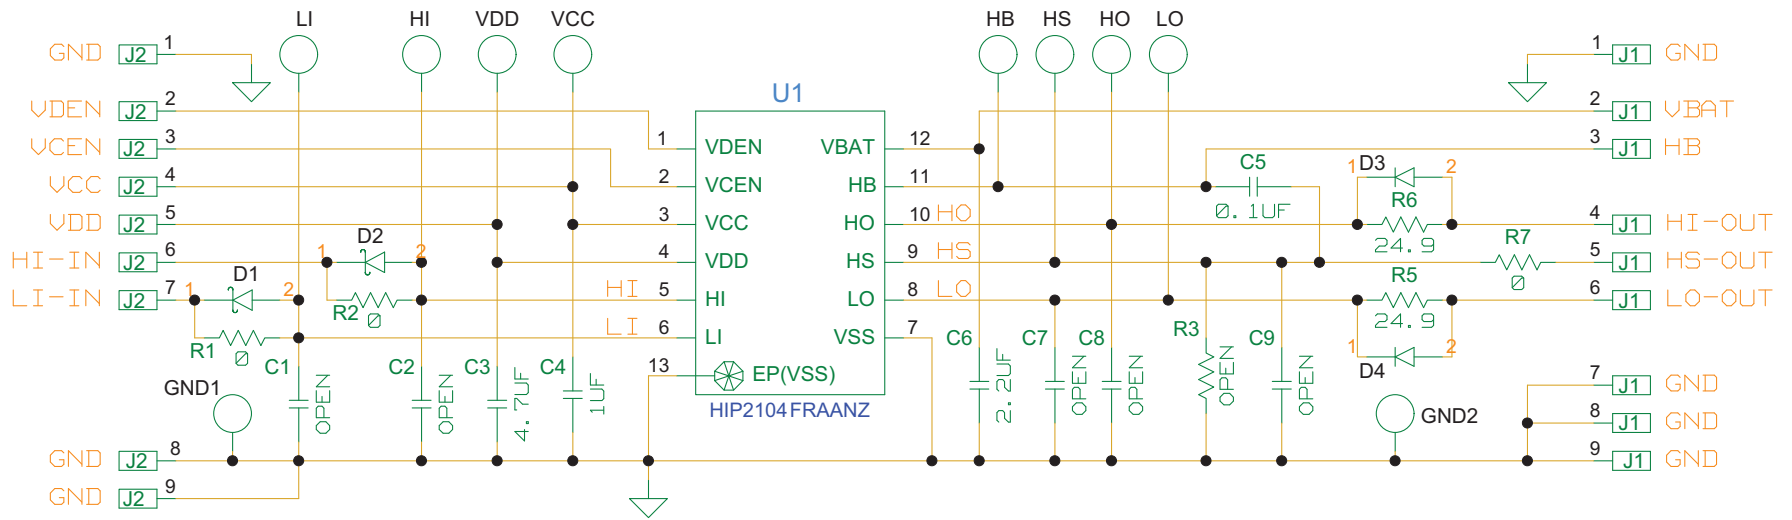 LI HI VDD VCC HB HS HO LO
GND J2 1
1 J1 GND
VDEN J2 2
U1
2 J1 VBAT
VCEN J2 3
1 VDEN VBAT 12
3 J1 HB
VCC J2 4
2 VCEN HB 11
C5
0.1UF
1 D3 2
R6
24.9
VDD J2 5
3 VCC HO 10 HO
4 J1 HI-OUT
HI-IN J2 6
1 D2 2
4 VDD HS 9 HS
R7
0
5 J1 HS-OUT
LI-IN J2 7
1 D1 2
R2
0
HI 5 HI LO 8 LO
R5
24.9
6 J1 LO-OUT
R1
0
LI 6 LI VSS 7
1 D4 2
13 EP(VSS)
HIP2104FRAANZ
C1
OPEN
C2
OPEN
C3
4.7UF
C4
1UF
C6
2.2UF
C7
OPEN
C8
OPEN
R3
OPEN
C9
OPEN
GND1
GND2
7 J1 GND
8 J1 GND
GND J2 8
9 J1 GND
GND J2 9